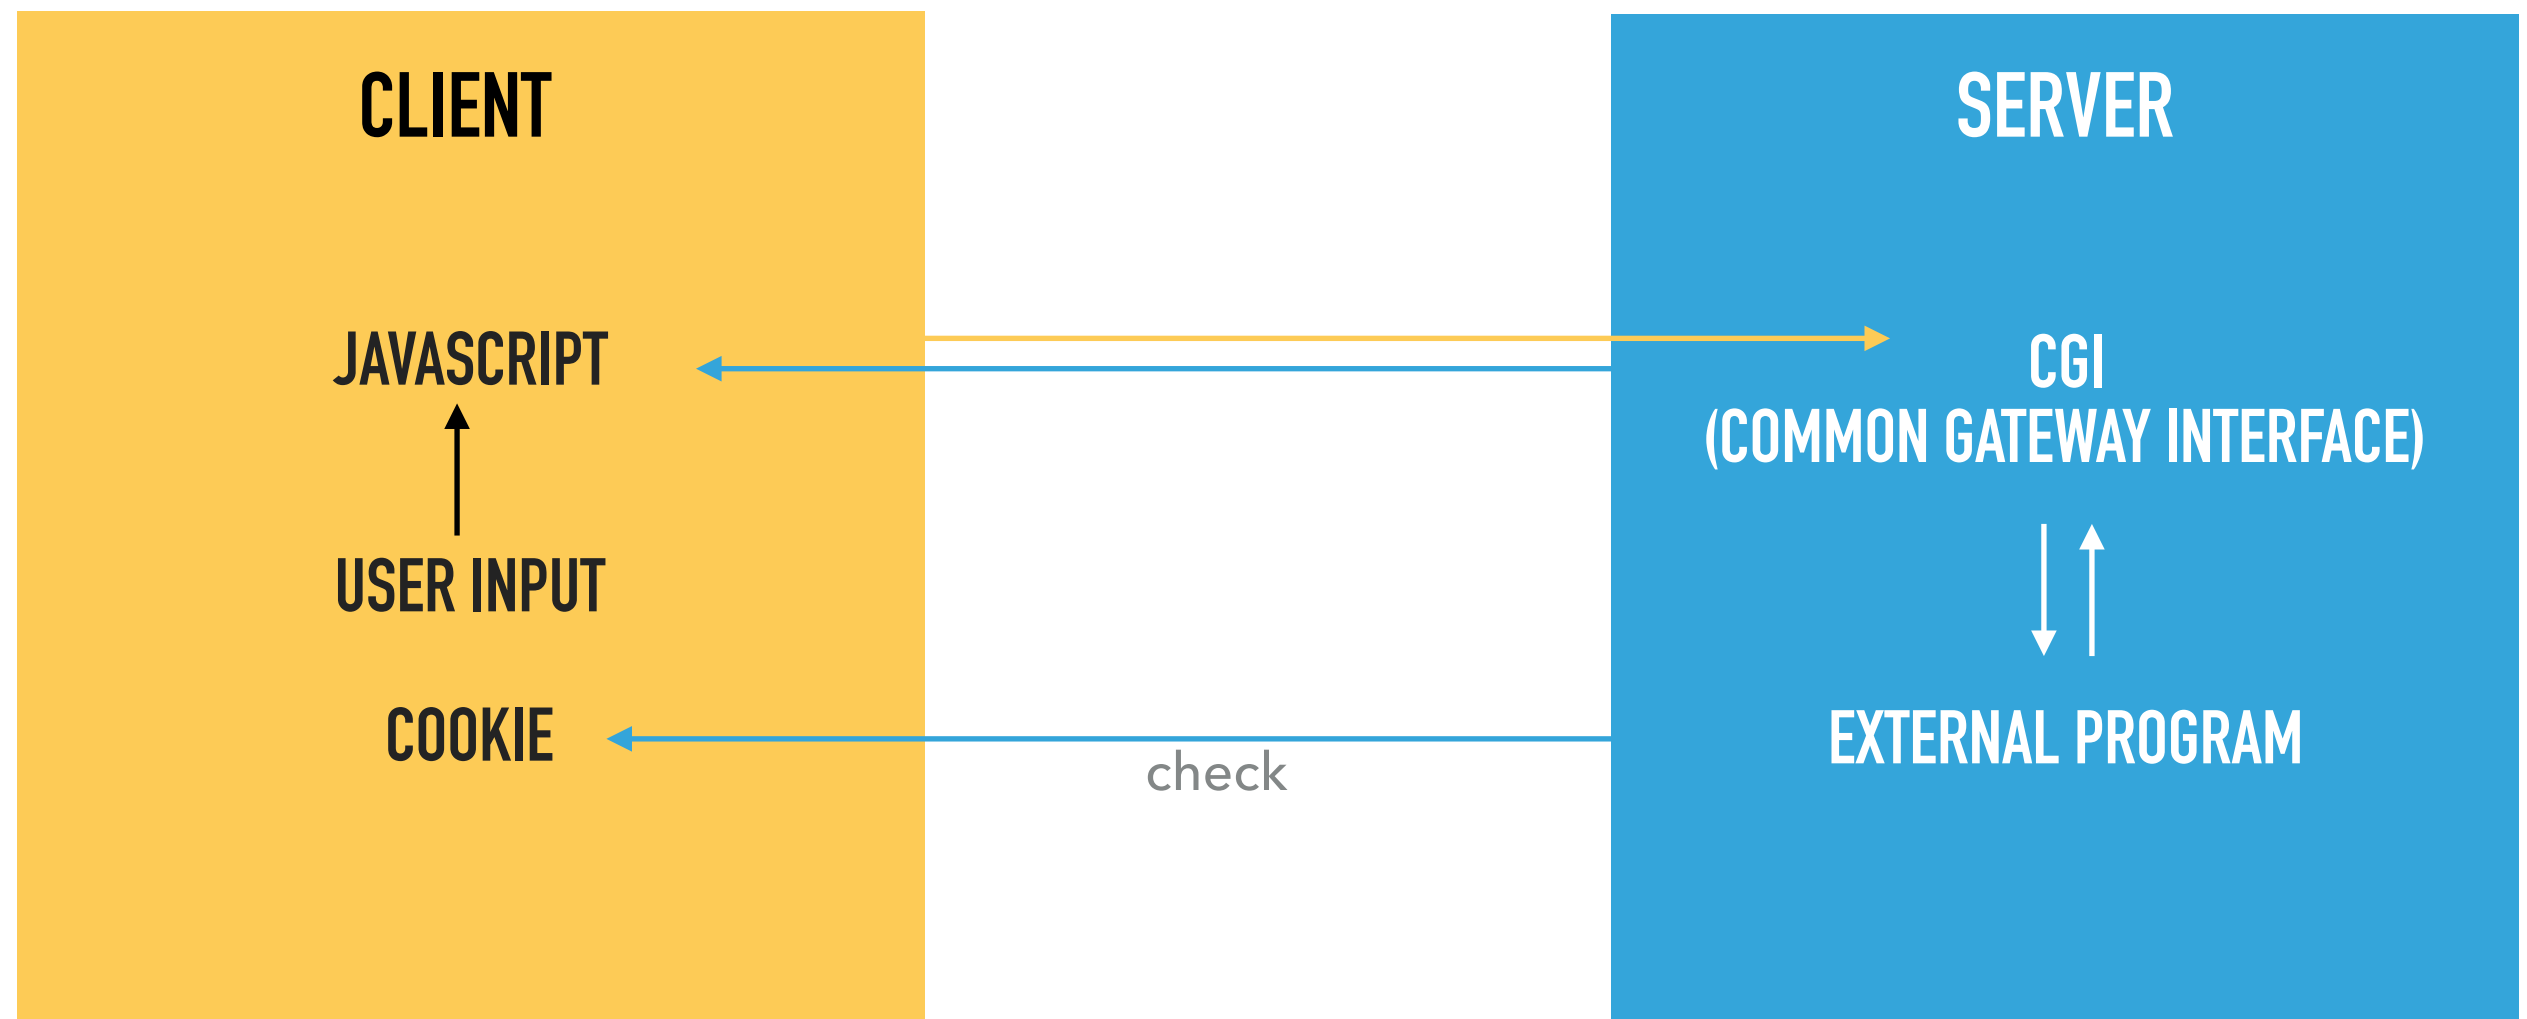 CLIENT
JAVASCRIPT
USER INPUT
COOKIE
check
SERVER
CGI
(COMMON GATEWAY INTERFACE)
EXTERNAL PROGRAM